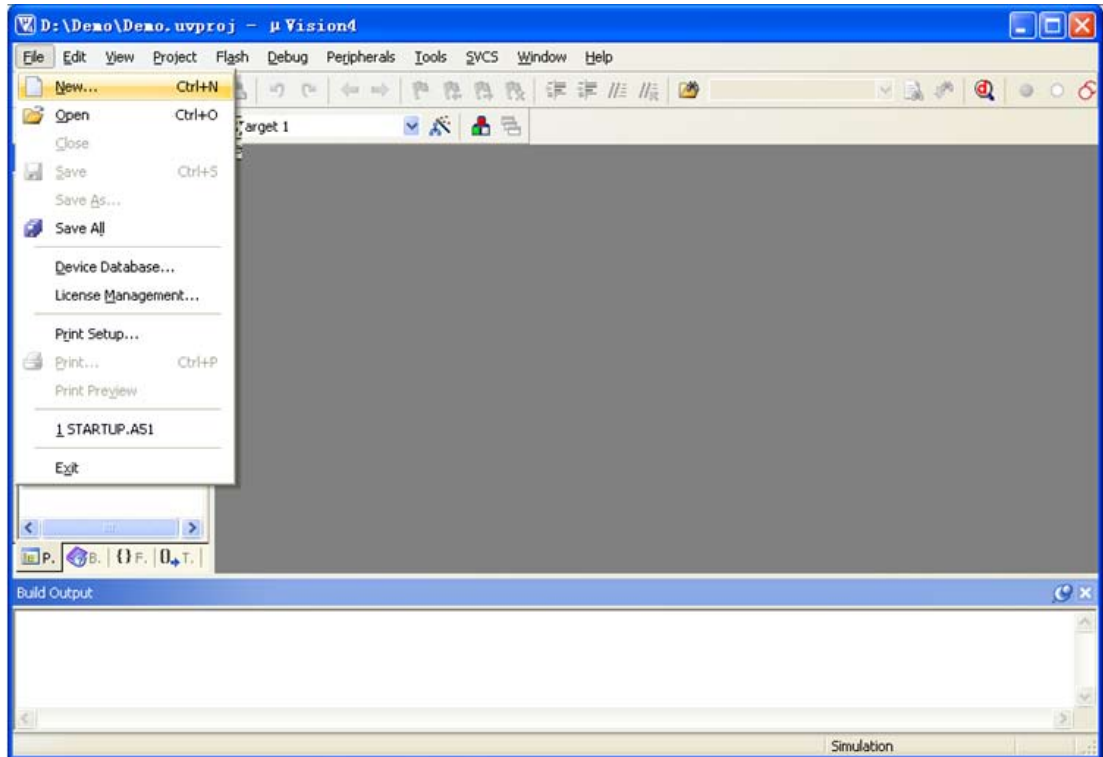 D:\Demo\Demo.uvproj - µVision4
File Edit View Project Flash Debug Peripherals Tools SVCS Window Help
New... Ctrl+N
Open Ctrl+O
Close
Save Ctrl+S
Save As...
Save All
Device Database...
License Management...
Print Setup...
Print... Ctrl+P
Print Preview
1 STARTUP.A51
Exit
arget 1
P. B. {} F. 0 T.
Build Output
Simulation